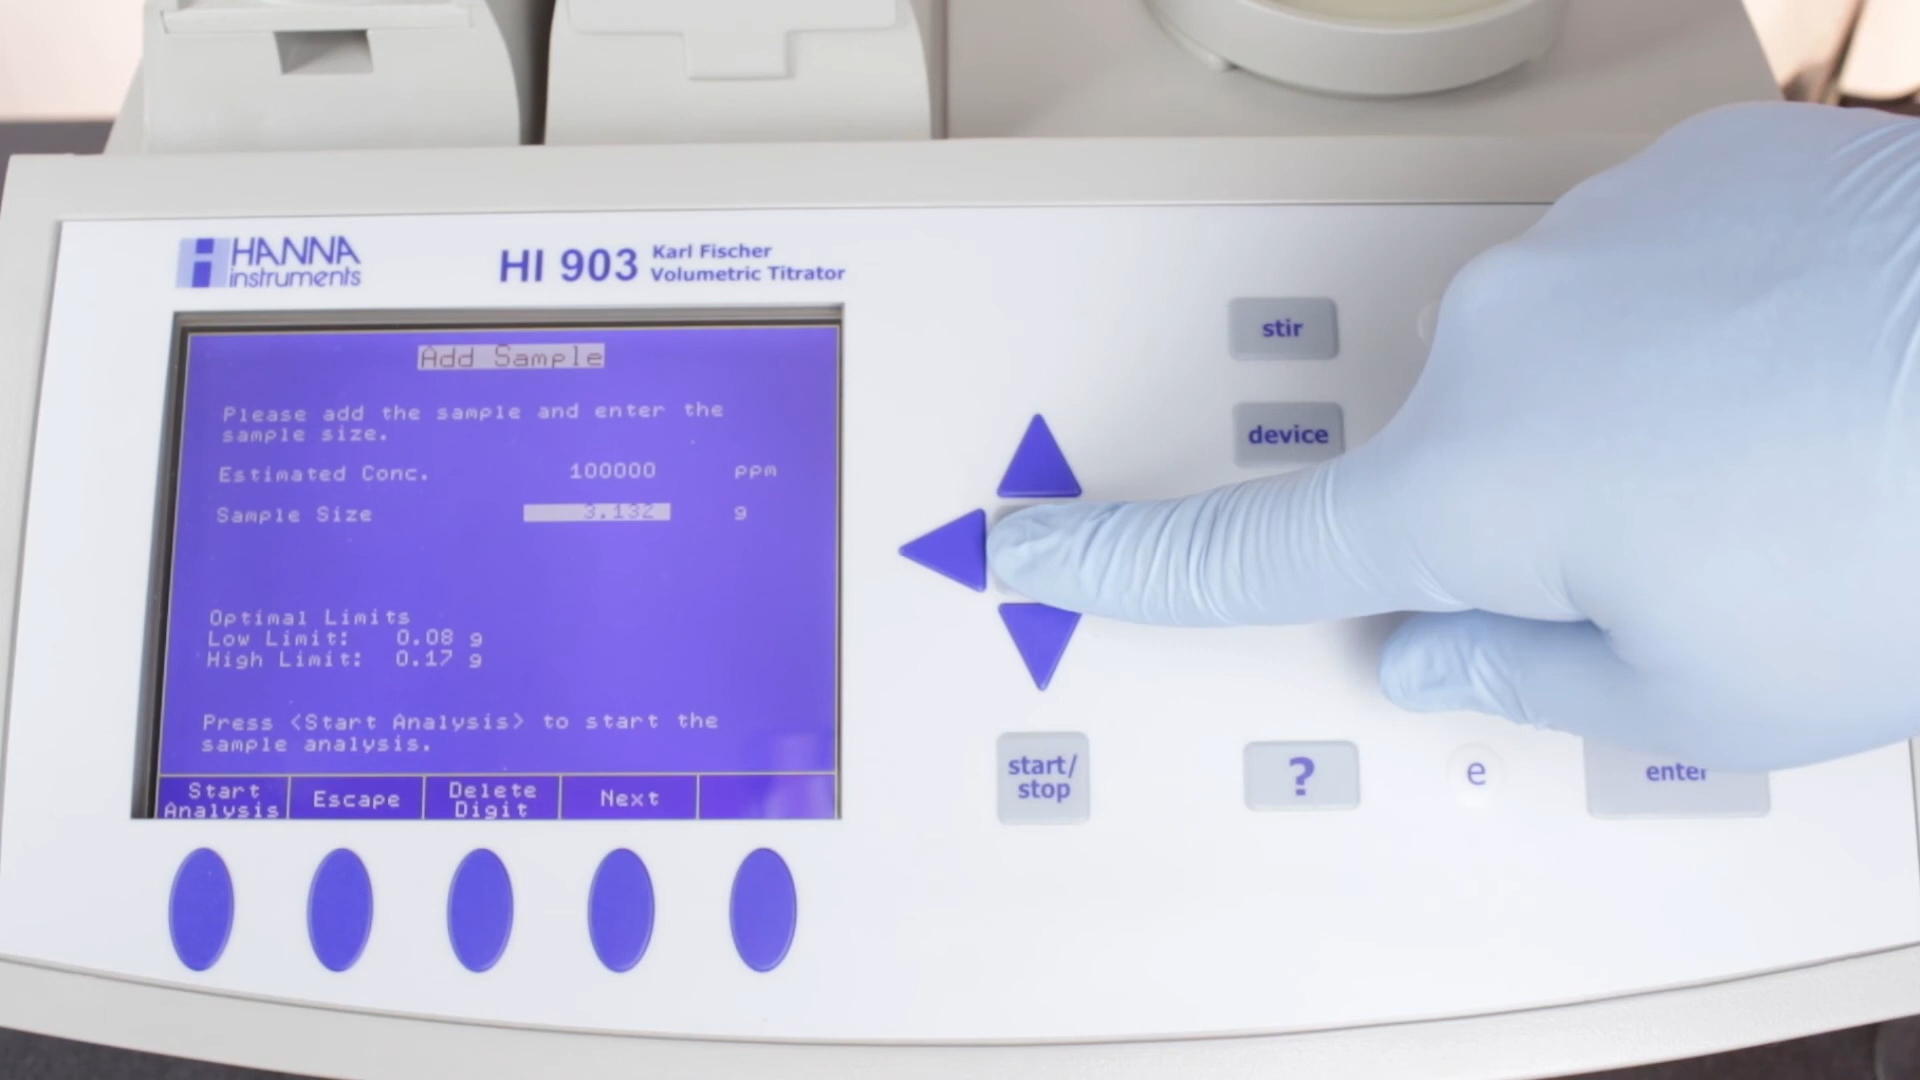 HANNA
instruments
HI 903
Karl Fischer
Volumetric Titrator
Add Sample
Please add the sample and enter the
sample size.
Estimated Conc. 100000 ppm
Sample Size 3.132 g
Optimal Limits
Low Limit: 0.08 g
High Limit: 0.17 g
Press <Start Analysis> to start the
sample analysis.
Start
Analysis
Escape
Delete
Digit
Next
stir
device
start/
stop
?
e
enter